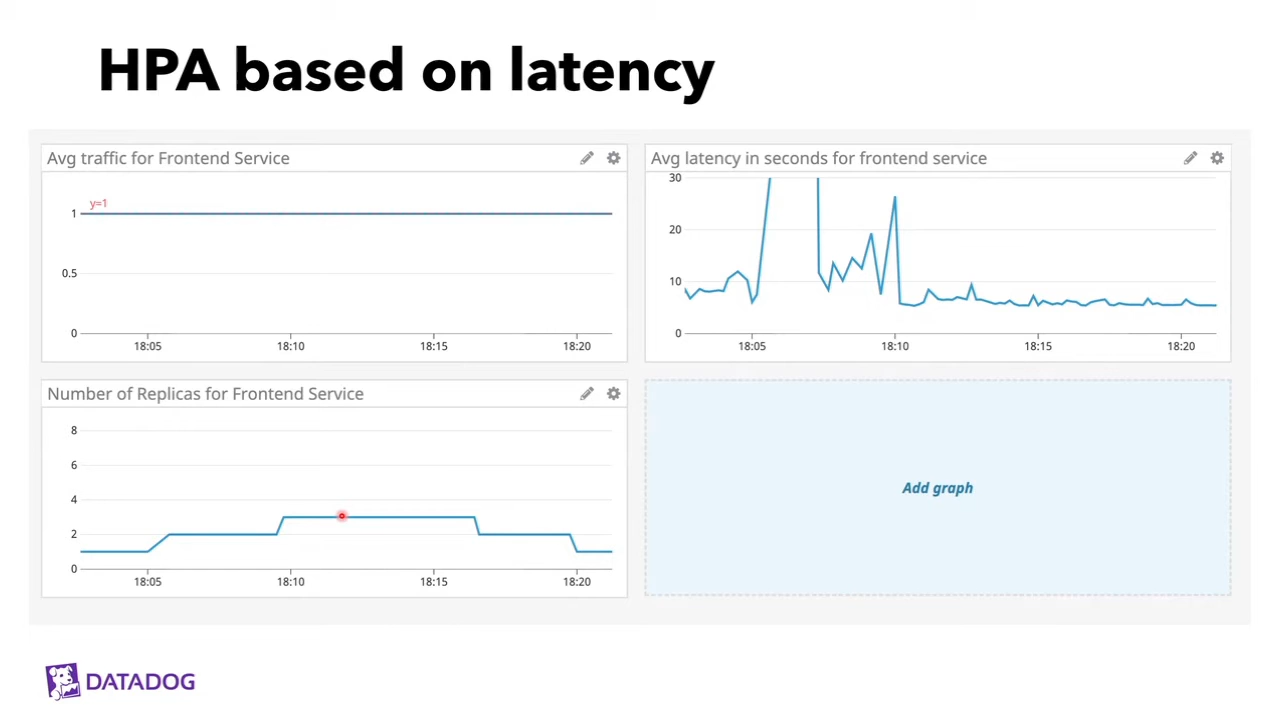 HPA based on latency
Avg traffic for Frontend Service
y=1
1
0.5
0
18:05 18:10 18:15 18:20
Avg latency in seconds for frontend service
30
20
10
0
18:05 18:10 18:15 18:20
Number of Replicas for Frontend Service
8
6
4
2
0
18:05 18:10 18:15 18:20
Add graph
DATADOG